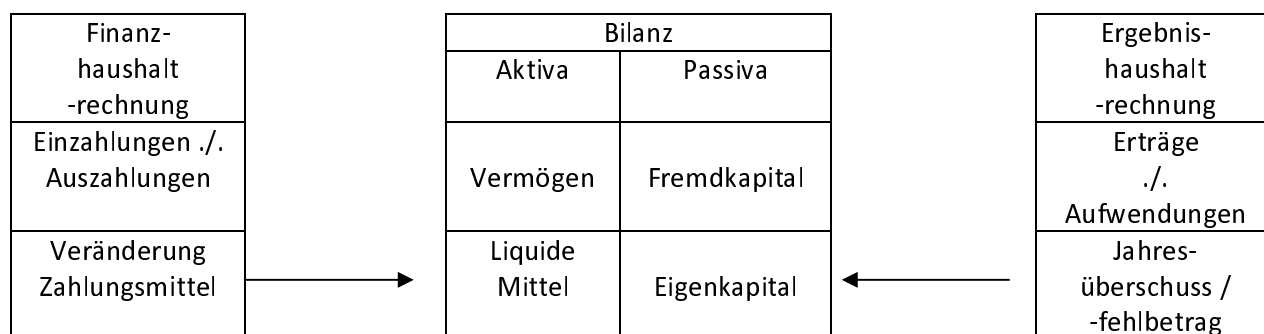 Finanz-
haushalt
-rechnung
Einzahlungen ./.
Auszahlungen
Veränderung
Zahlungsmittel
Bilanz
Aktiva
Passiva
Vermögen
Fremdkapital
Liquide
Mittel
Eigenkapital
Ergebnis-
haushalt
-rechnung
Erträge
./.
Aufwendungen
Jahres-
überschuss /
-fehlbetrag